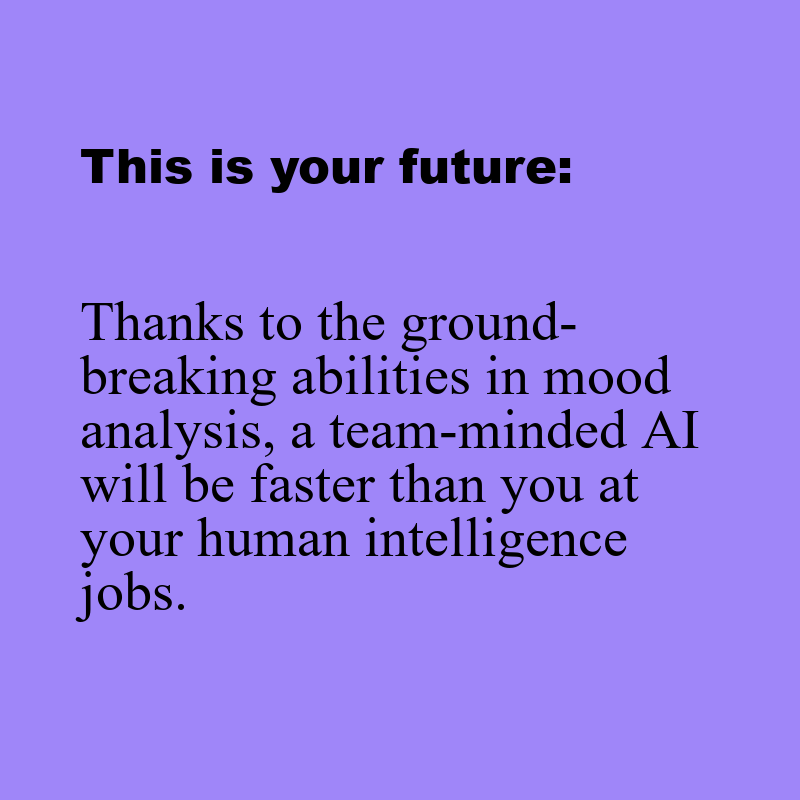 This is your future:
Thanks to the ground-
breaking abilities in mood
analysis, a team-minded AI
will be faster than you at
your human intelligence
jobs.